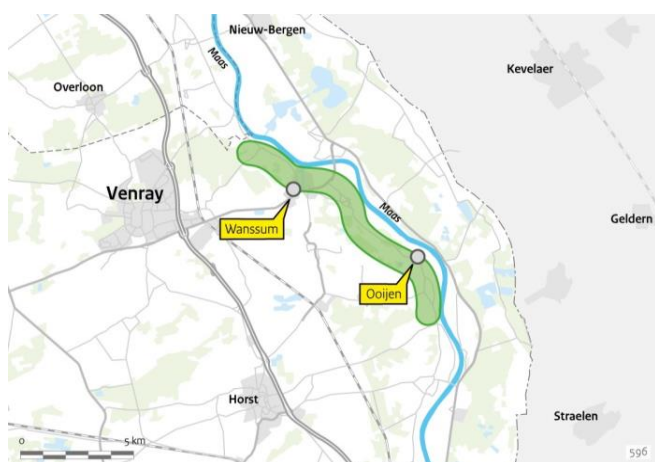 Nieuw-Bergen
Maas
Kevelaer
Overloon
Venray
Wanssum
Maas
Geldern
Ooijen
Horst
Straelen
0 5 km
596